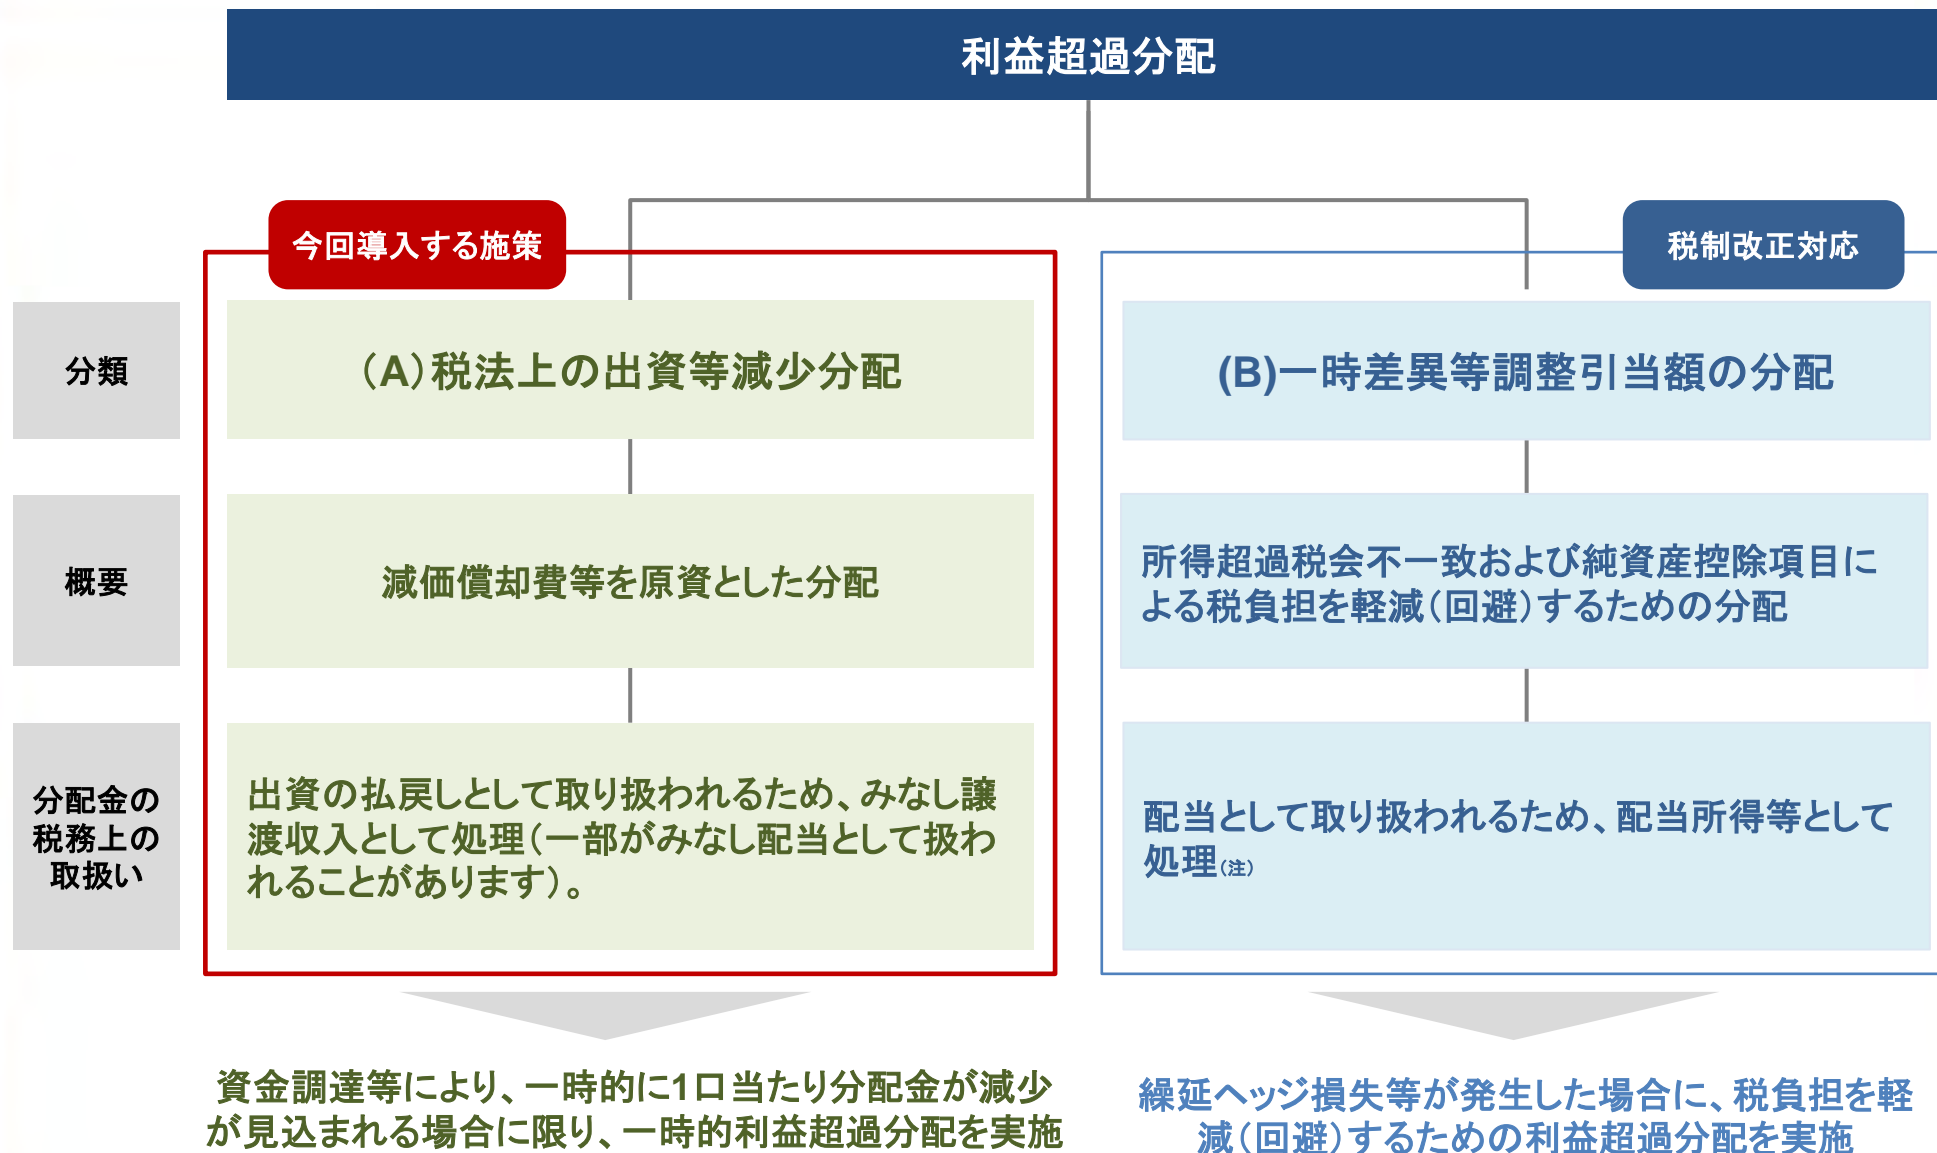 利益超過分配
今回導入する施策
税制改正対応
分類
（A）税法上の出資等減少分配
(B)一時差異等調整引当額の分配
概要
減価償却費等を原資とした分配
所得超過税会不一致および純資産控除項目に
よる税負担を軽減（回避）するための分配
分配金の
税務上の
取扱い
出資の払戻しとして取り扱われるため、みなし譲
渡収入として処理（一部がみなし配当として扱わ
れることがあります）。
配当として取り扱われるため、配当所得等として
処理（注）
資金調達等により、一時的に1口当たり分配金が減少
が見込まれる場合に限り、一時的利益超過分配を実施
繰延ヘッジ損失等が発生した場合に、税負担を軽
減（回避）するための利益超過分配を実施